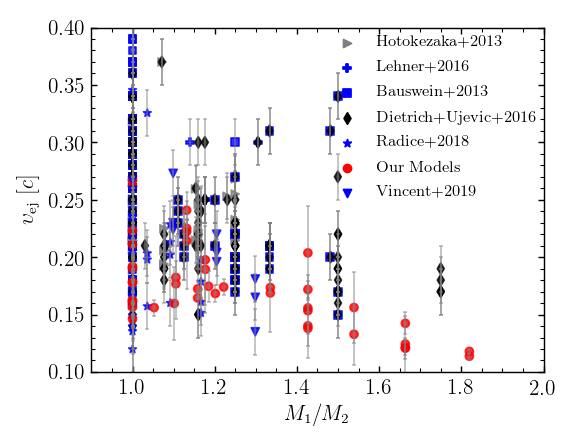 0.40
0.35
0.30
0.25
0.20
0.15
0.10
v_ej [c]
Hotokezaka+2013
Lehner+2016
Bauswein+2013
Dietrich+Ujevic+2016
Radice+2018
Our Models
Vincent+2019
1.0 1.2 1.4 1.6 1.8 2.0
M_1/M_2